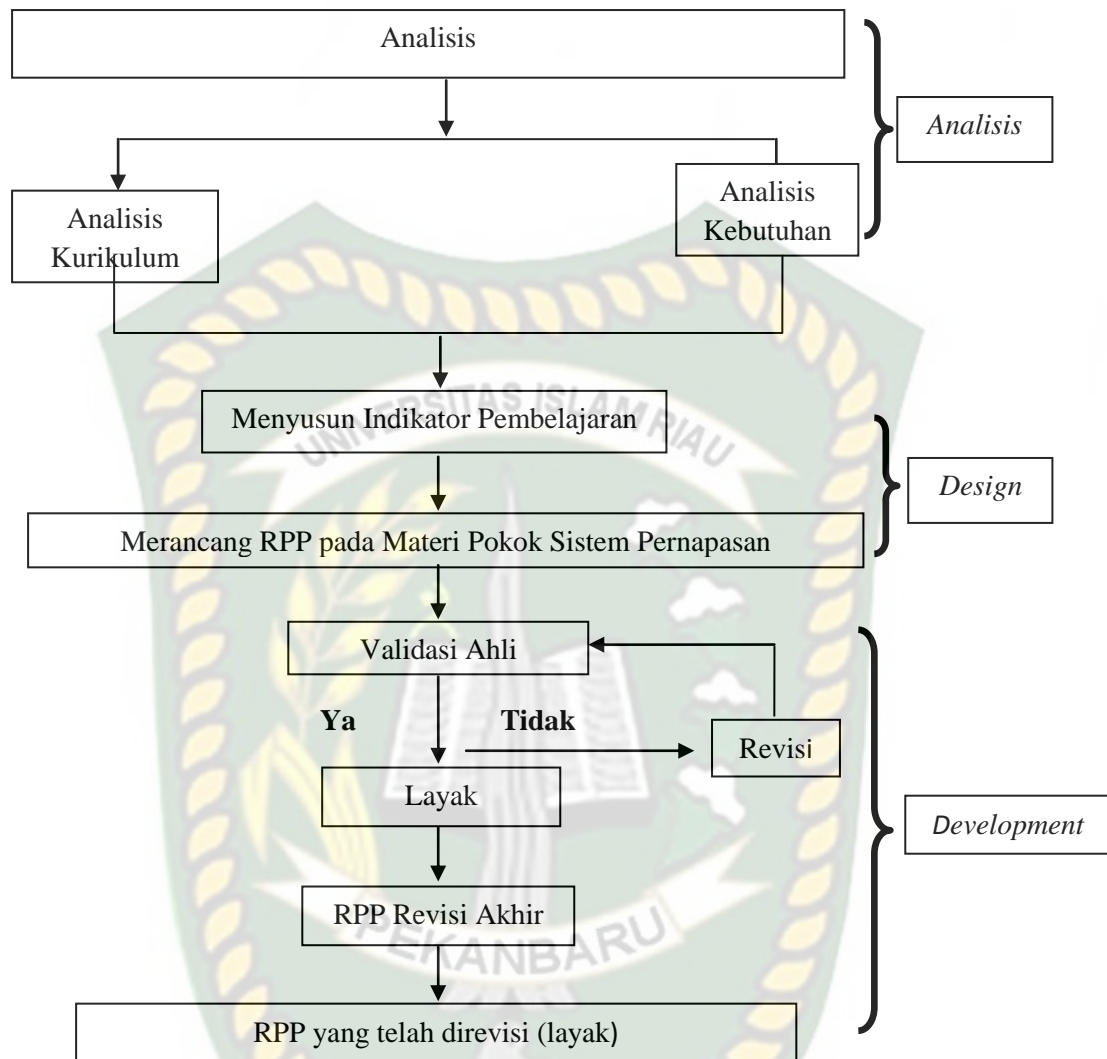 Analisis
Analisis
Analisis
Kurikulum
Analisis
Kebutuhan
Menyusun Indikator Pembelajaran
UNIVERSITAS ISLAM RIAU
Design
Merancang RPP pada Materi Pokok Sistem Pernapasan
Validasi Ahli
Ya
Tidak
Revisi
Layak
Development
RPP Revisi Akhir
PEKANBARU
RPP yang telah direvisi (layak)